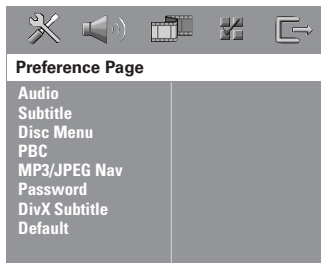 Preference Page
Audio
Subtitle
Disc Menu
PBC
MP3/JPEG Nav
Password
DivX Subtitle
Default